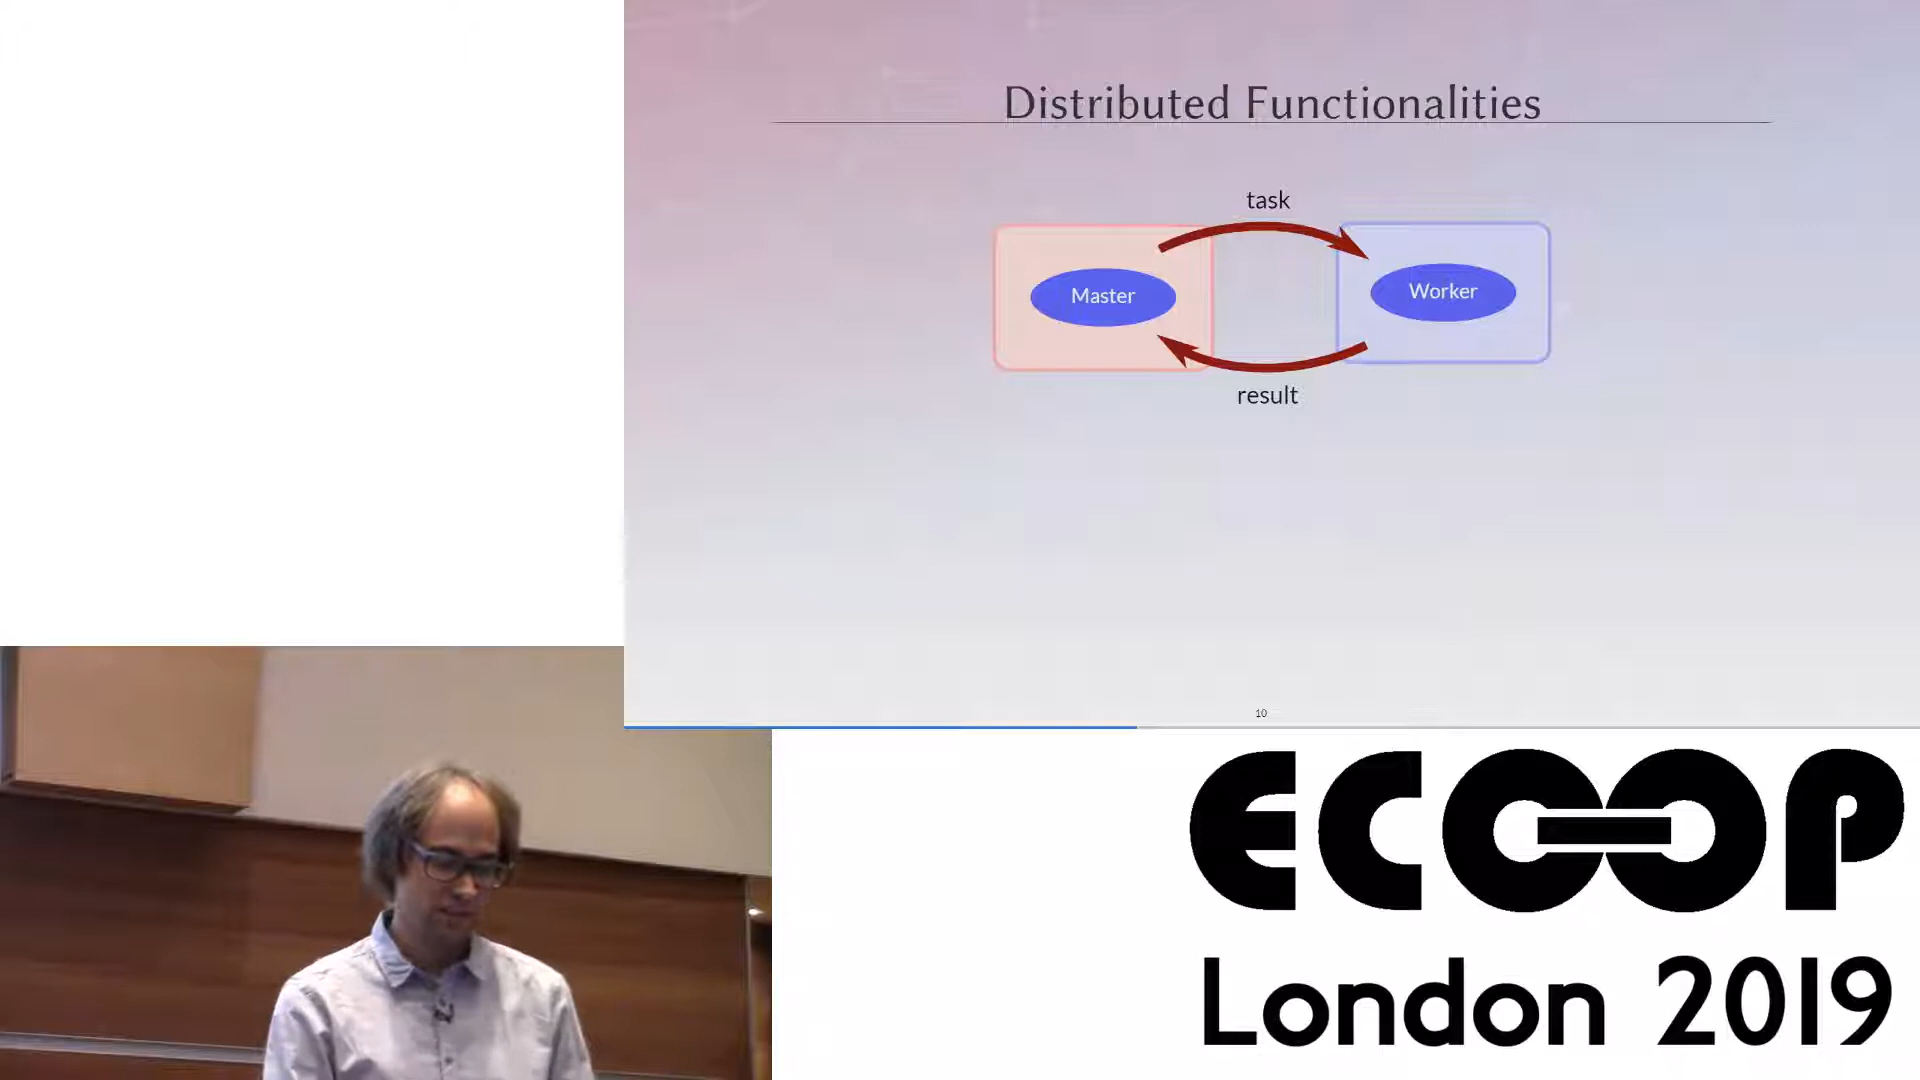 Distributed Functionalities
task
Master
Worker
result
10
ECOOP
London 2019